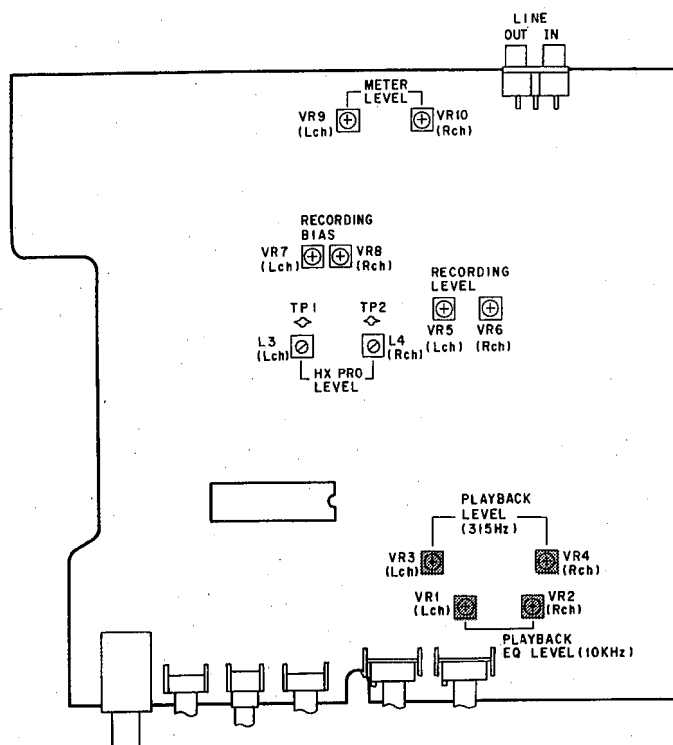 LINE
OUT IN
METER
LEVEL
VR9
(Lch)
VR10
(Rch)
RECORDING
BIAS
VR7
(Lch)
VR8
(Rch)
RECORDING
LEVEL
VR5
(Lch)
VR6
(Rch)
TP1
TP2
L3
(Lch)
L4
(Rch)
HX PRO
LEVEL
PLAYBACK
LEVEL
(315Hz)
VR3
(Lch)
VR4
(Rch)
VR1
(Lch)
VR2
(Rch)
PLAYBACK
EQ LEVEL(10KHz)